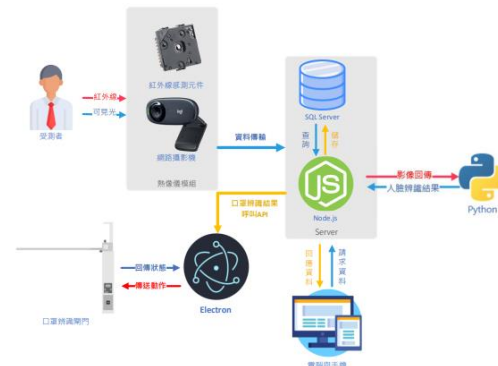 紅外線感測元件
紅外線
可見光
受測者
網路攝影機
熱像儀模組
資料傳輸
SQL Server
查詢
儲存
JS
Node.js
Server
影像回傳
人臉辨識結果
Python
口罩辨識結果
呼叫API
回應資料
請求資料
回傳狀態
傳送動作
Electron
口罩辨識閘門